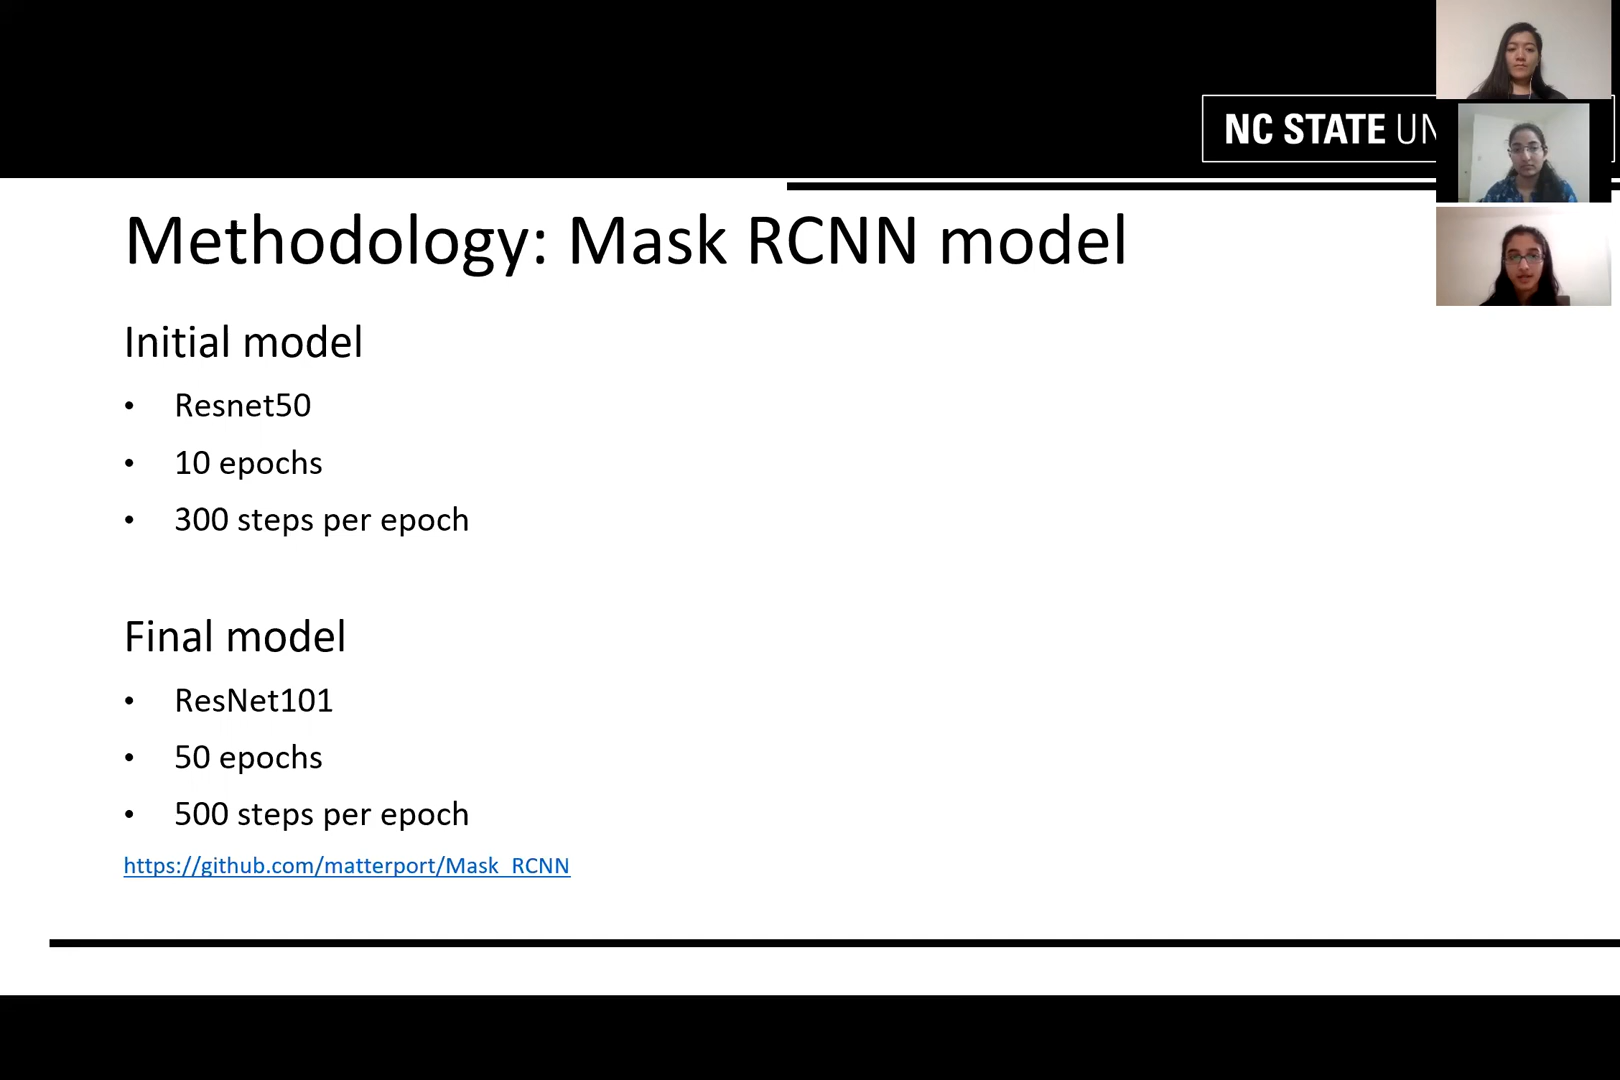 NC STATE UN
Methodology: Mask RCNN model
Initial model
• Resnet50
• 10 epochs
• 300 steps per epoch
Final model
• ResNet101
• 50 epochs
• 500 steps per epoch
https://github.com/matterport/Mask_RCNN